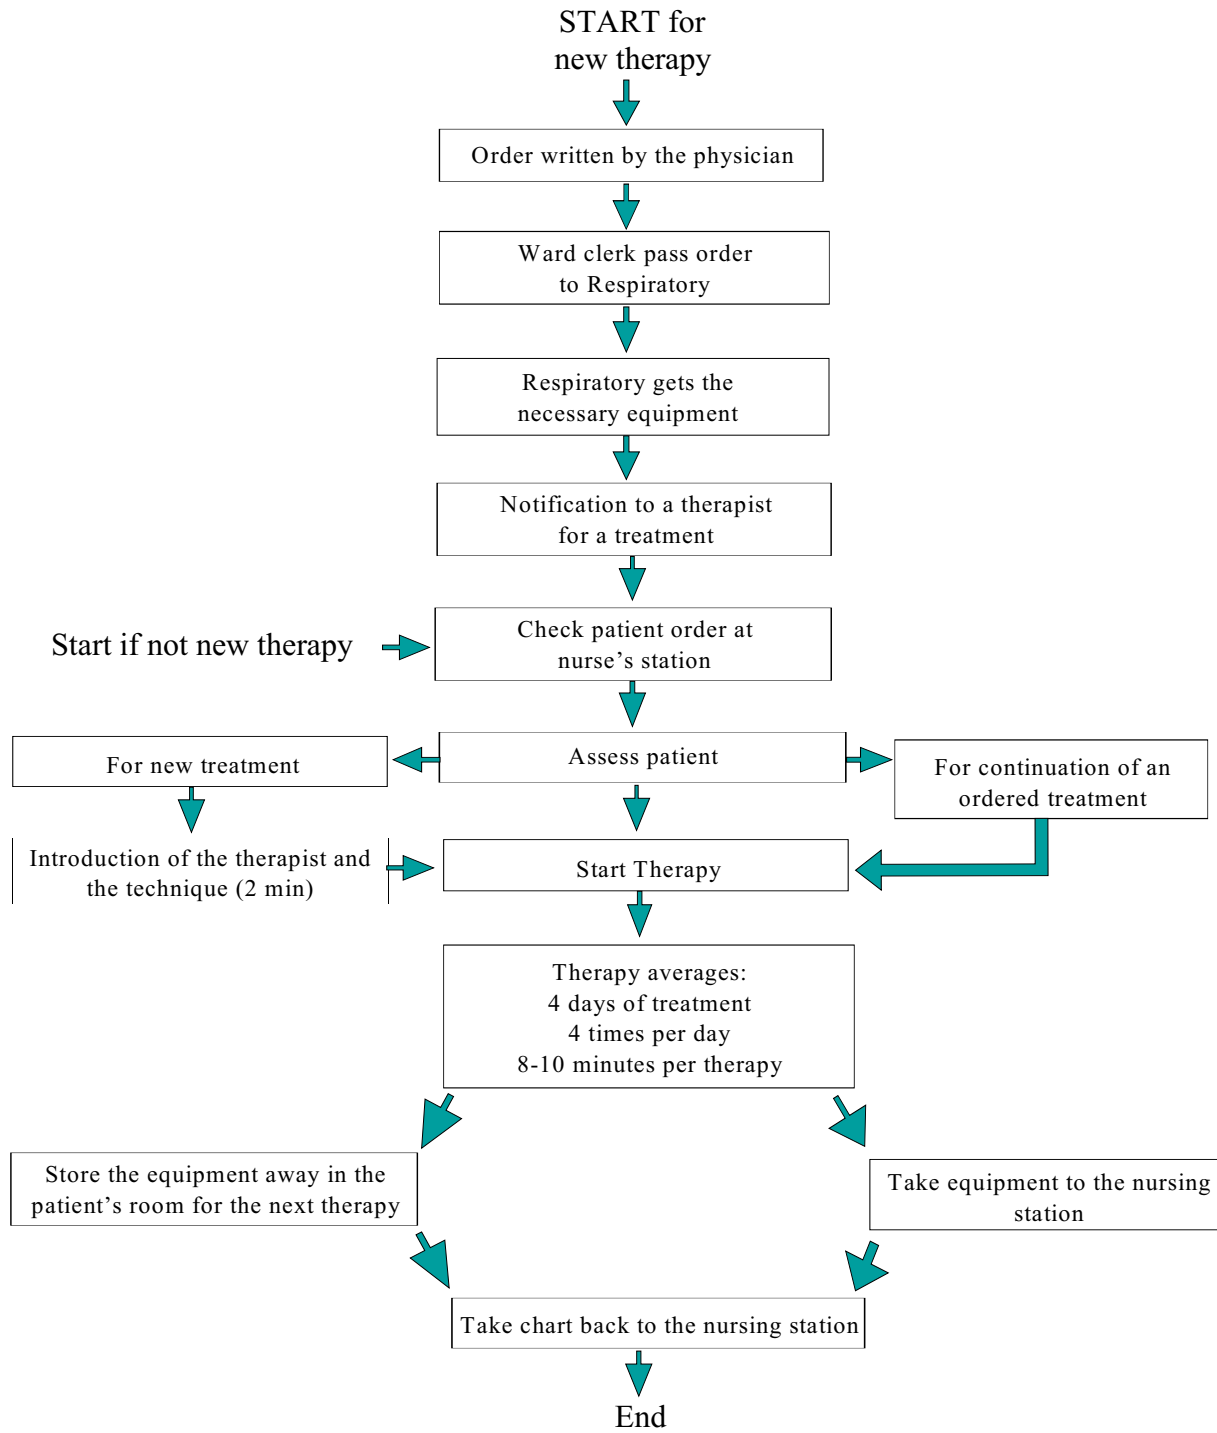 START for
new therapy
Order written by the physician
Ward clerk pass order
to Respiratory
Respiratory gets the
necessary equipment
Notification to a therapist
for a treatment
Start if not new therapy
Check patient order at
nurse’s station
For new treatment
Assess patient
For continuation of an
ordered treatment
Introduction of the therapist and
the technique (2 min)
Start Therapy
Therapy averages:
4 days of treatment
4 times per day
8-10 minutes per therapy
Store the equipment away in the
patient’s room for the next therapy
Take equipment to the nursing
station
Take chart back to the nursing station
End